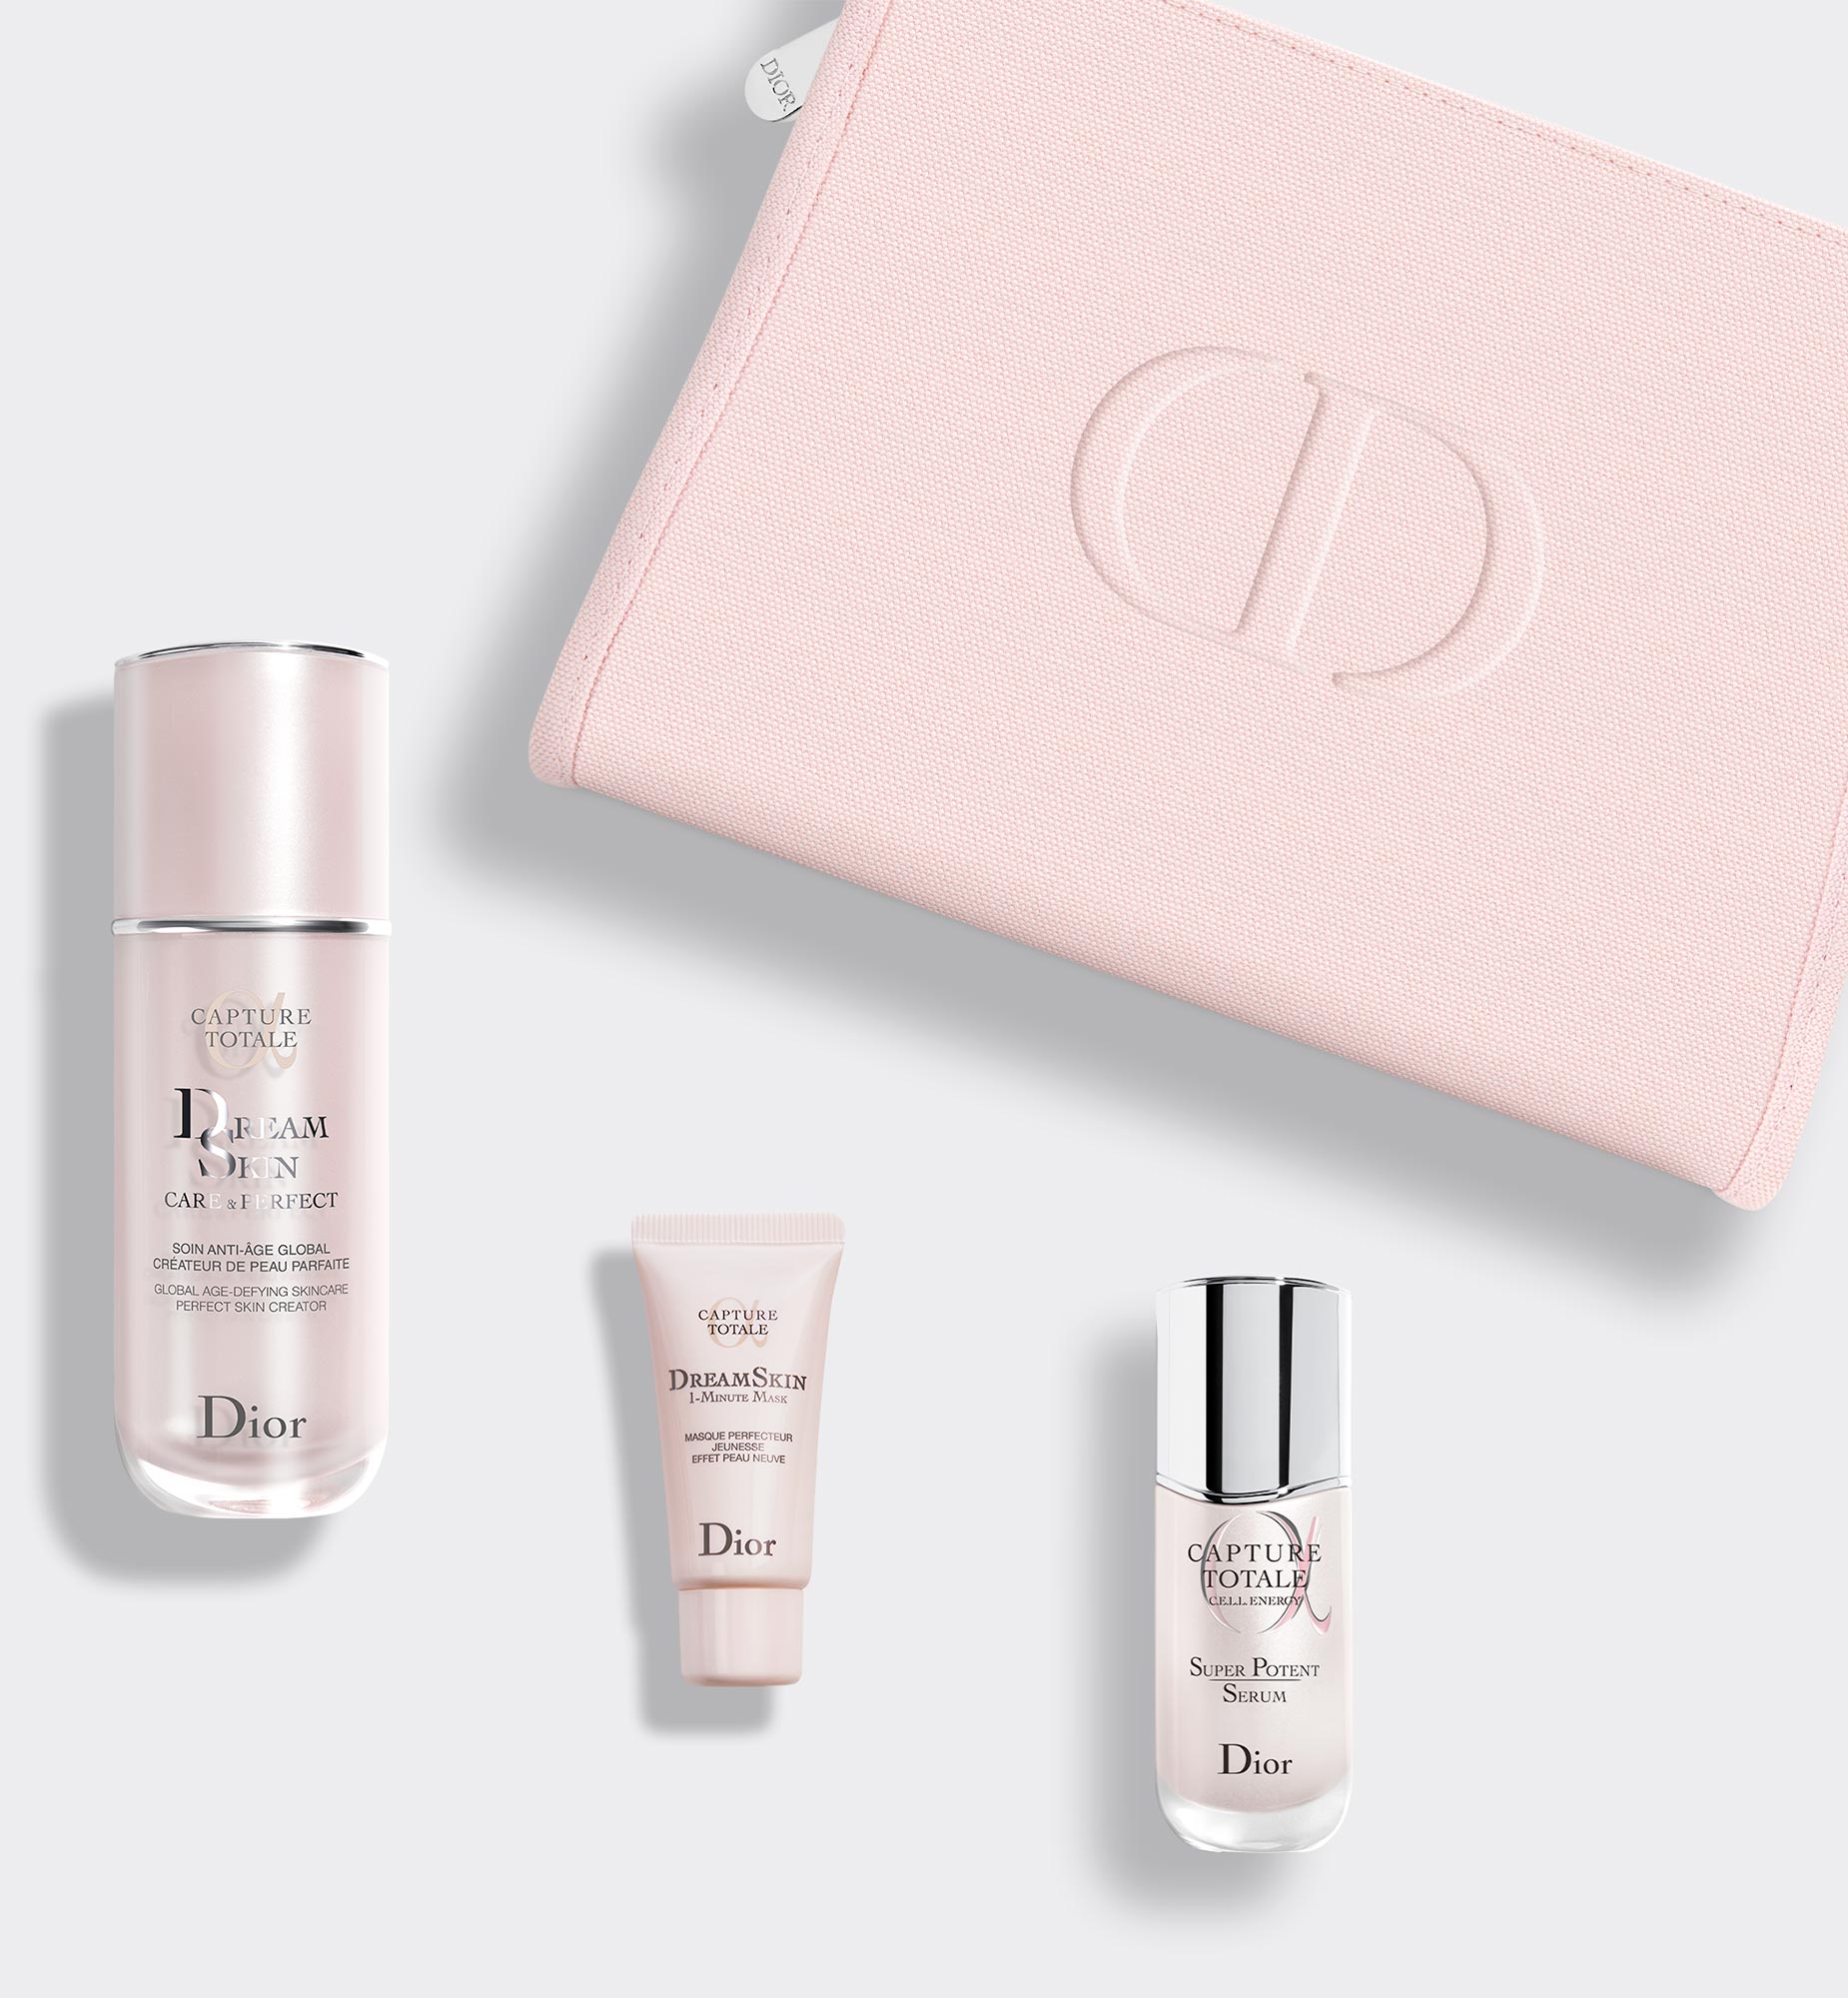 DIOR
CAPTURE
TOTALE
DREAM
SKIN
CARE & PERFECT
SOIN ANTI-ÂGE GLOBAL
CRÉATEUR DE PEAU PARFAITE
GLOBAL AGE-DEFYING SKINCARE
PERFECT SKIN CREATOR
Dior
CAPTURE
TOTALE
DREAMSKIN
1-MINUTE MASK
MASQUE PERFECTEUR
JEUNESSE
EFFET PEAU NEUVE
Dior
CAPTURE
TOTALE
C.E.L.L. ENERGY
SUPER POTENT
SERUM
Dior